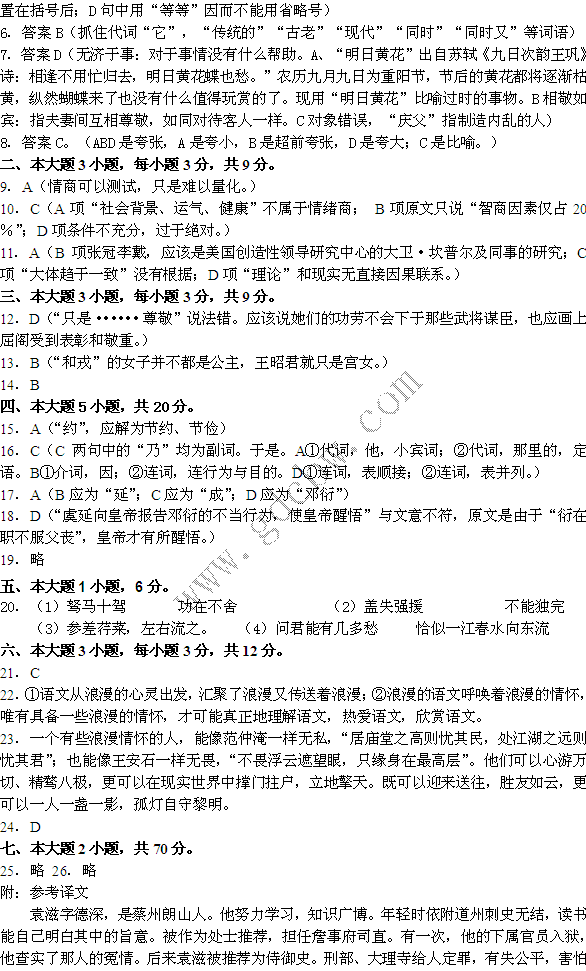 置在括号后；D句中用“等等”因而不能用省略号）
6. 答案B（抓住代词“它”，“传统的”“古老”“现代”“同时”“同时又”等词语）
7. 答案D（无济于事：对于事情没有什么帮助。A、“明日黄花”出自苏轼《九日次韵王巩》
诗：相逢不用忙归去，明日黄花蝶也愁。”农历九月九日为重阳节，节后的黄花都将逐渐枯
黄，纵然蝴蝶来了也没有什么值得玩赏的了。现用“明日黄花”比喻过时的事物。B相敬如
宾：指夫妻间互相尊敬，如同对待客人一样。C对象错误，“庆父”指制造内乱的人）
8. 答案C。（ABD是夸张，A是夸小，B是超前夸张，D是夸大；C是比喻。）
二、本大题3小题，每小题3分，共9分。
9. A（情商可以测试，只是难以量化。）
10. C（A 项“社会背景、运气、健康”不属于情绪商； B 项原文只说“智商因素仅占 20
%”；D项条件不充分，过于绝对。）
11. A（B 项张冠李戴，应该是美国创造性领导研究中心的大卫·坎普尔及同事的研究；C
项“大体趋于一致”没有根据；D 项“理论”和现实无直接因果联系。）
三、本大题3小题，每小题3分，共9分。
12. D（“只是······尊敬”说法错。应该说她们的功劳不会下于那些武将谋臣，也应画上
屈阁受到表彰和敬重。）
13. B（“和戎”的女子并不都是公主，王昭君就只是宫女。）
14. B
四、本大题5小题，共20分。
15. A（“约”，应解为节约、节俭）
16. C（C 两句中的“乃”均为副词。于是。A①代词，他，小宾词；②代词，那里的，定
语。B①介词，因；②连词，连行为与目的。D①连词，表顺接；②连词，表并列。）
17. A（B应为“延”；C应为“成”；D应为“邓衍”）
18. D（“虞延向皇帝报告邓衍的不当行为，使皇帝醒悟”与文意不符，原文是由于“衍在
职不服父丧”，皇帝才有所醒悟。）
19. 略
五、本大题1小题，6分。
20. （1）驽马十驾 功在不舍 （2）盖失强援 不能独完
（3）参差荇菜，左右流之。 （4）问君能有几多愁 恰似一江春水向东流
六、本大题3小题，每小题3分，共12分。
21. C
22. ①语文从浪漫的心灵出发，汇聚了浪漫又传送着浪漫；②浪漫的语文呼唤着浪漫的情怀，
唯有具备一些浪漫的情怀，才可能真正地理解语文，热爱语文，欣赏语文。
23. 一个有些浪漫情怀的人，能像范仲淹一样无私，“居庙堂之高则忧其民，处江湖之远则
忧其君”；也能像王安石一样无畏，“不畏浮云遮望眼，只缘身在最高层”。他们可以心游万
仞、精骛八极，更可以在现实世界中撑门拄户，立地擎天。既可以迎来送往，胜友如云，更
可以一人一盏一影，孤灯自守黎明。
24. D
七、本大题2小题，共70分。
25. 略 26. 略
附：参考译文
袁滋字德深，是蔡州朗山人。他努力学习，知识广博。年轻时依附道州刺史无结，读书
能自己明白其中的旨意。被作为处士推荐，担任詹事府司直。有一次，他的下属官员入狱，
他查实了那人的冤情。后来袁滋被推荐为侍御史。刑部、大理寺给人定罪，有失公平，害怕